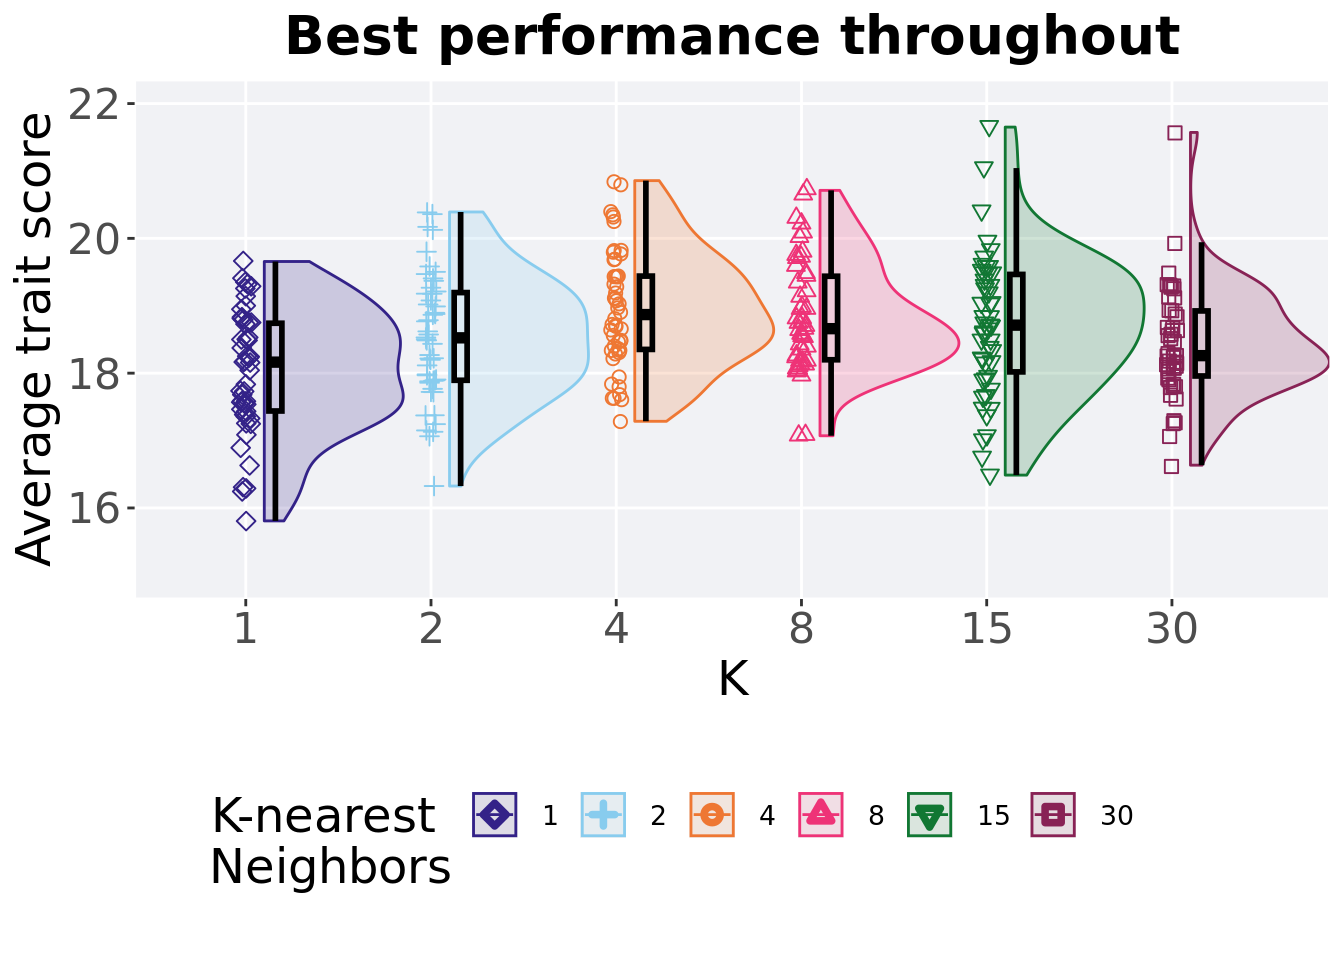 Best performance throughout
Average trait score
22
20
18
16
1 2 4 8 15 30
K
K-nearest
Neighbors
1 2 4 8 15 30